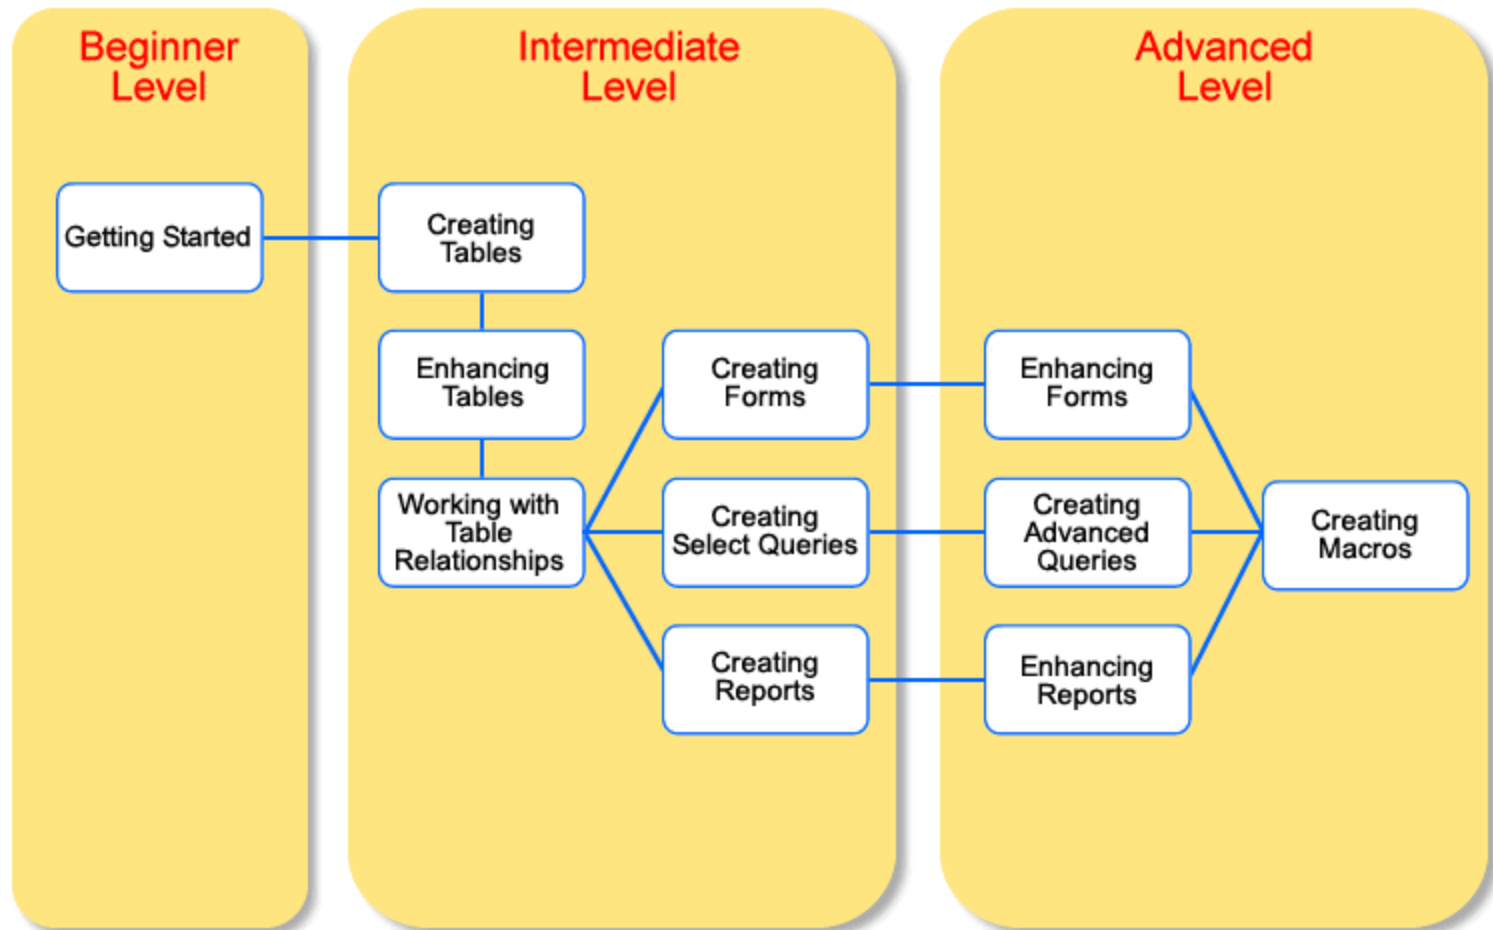 Beginner
Level
Intermediate
Level
Advanced
Level
Getting Started
Creating
Tables
Enhancing
Tables
Working with
Table
Relationships
Creating
Forms
Creating
Select Queries
Creating
Reports
Enhancing
Forms
Creating
Advanced
Queries
Enhancing
Reports
Creating
Macros